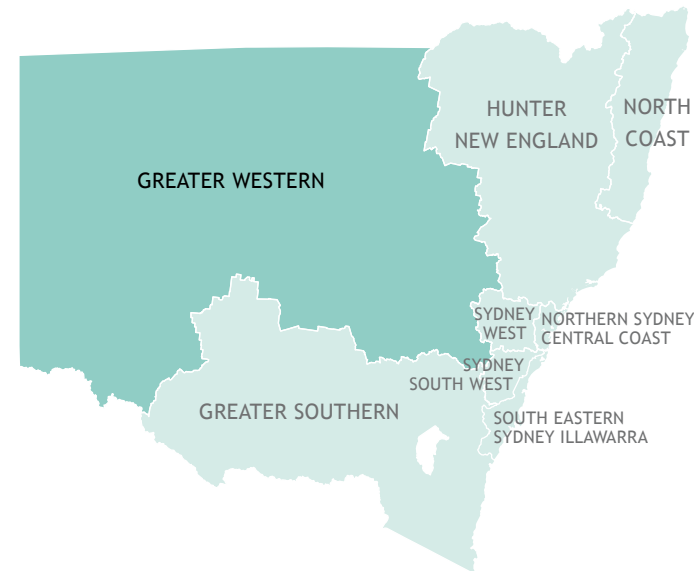 HUNTER
NEW ENGLAND
NORTH
COAST
GREATER WESTERN
SYDNEY
WEST
NORTHERN SYDNEY
CENTRAL COAST
SYDNEY
SOUTH WEST
GREATER SOUTHERN
SOUTH EASTERN
SYDNEY ILLAWARRA